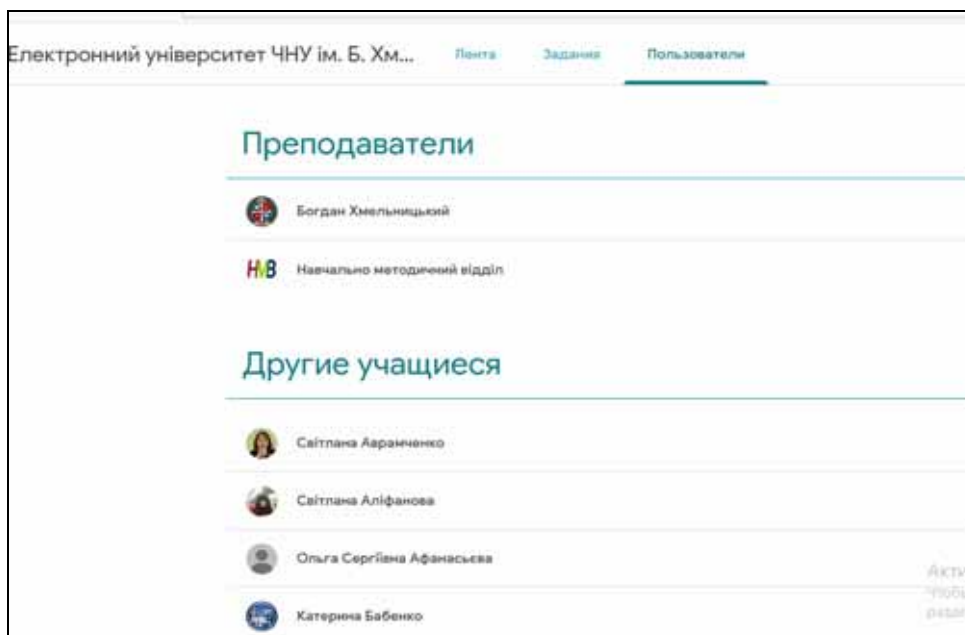 Електронний університет ЧНУ ім. Б. Хм...
Лента Задания Пользователи
Преподаватели
Богдан Хмельницький
НМВ Навчально методичний відділ
Другие учащиеся
Світлана Авраменченко
Світлана Аліфанова
Ольга Сергіївна Афанасьєва
Катерина Бабенко